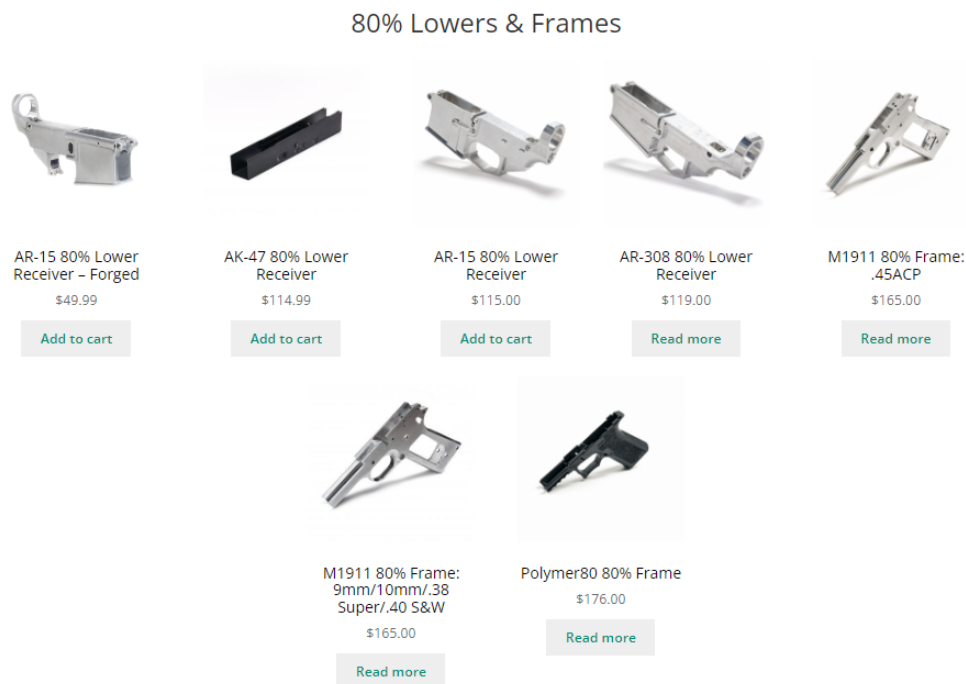 80% Lowers & Frames
AR-15 80% Lower
Receiver – Forged
$49.99
Add to cart
AK-47 80% Lower
Receiver
$114.99
Add to cart
AR-15 80% Lower
Receiver
$115.00
Add to cart
AR-308 80% Lower
Receiver
$119.00
Read more
M1911 80% Frame:
.45ACP
$165.00
Read more
M1911 80% Frame:
9mm/10mm/.38
Super/.40 S&W
$165.00
Read more
Polymer80 80% Frame
$176.00
Read more